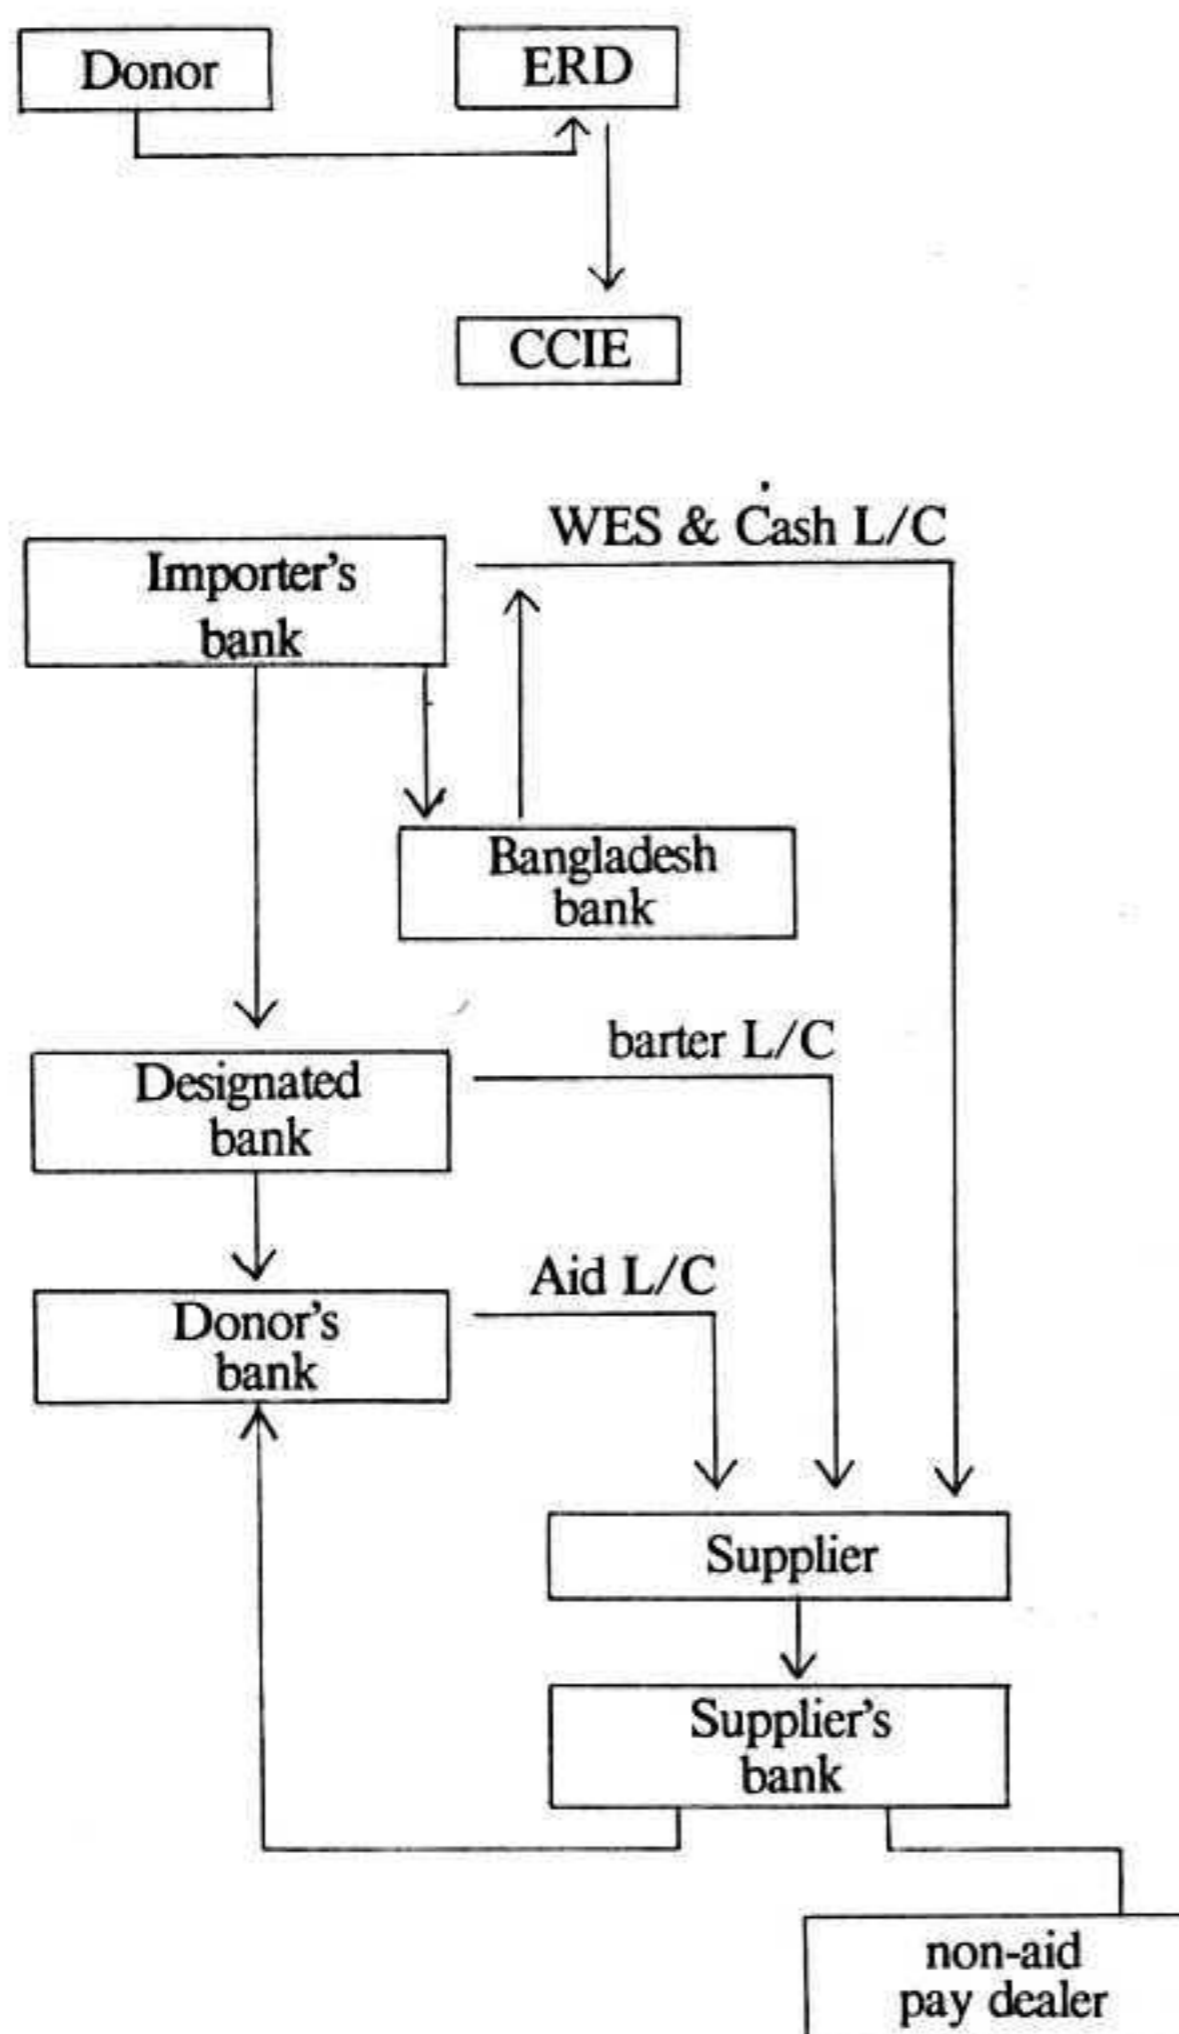 Donor
ERD
CCIE
WES & Cash L/C
Importer's
bank
Bangladesh
bank
barter L/C
Designated
bank
Aid L/C
Donor's
bank
Supplier
Supplier's
bank
non-aid
pay dealer